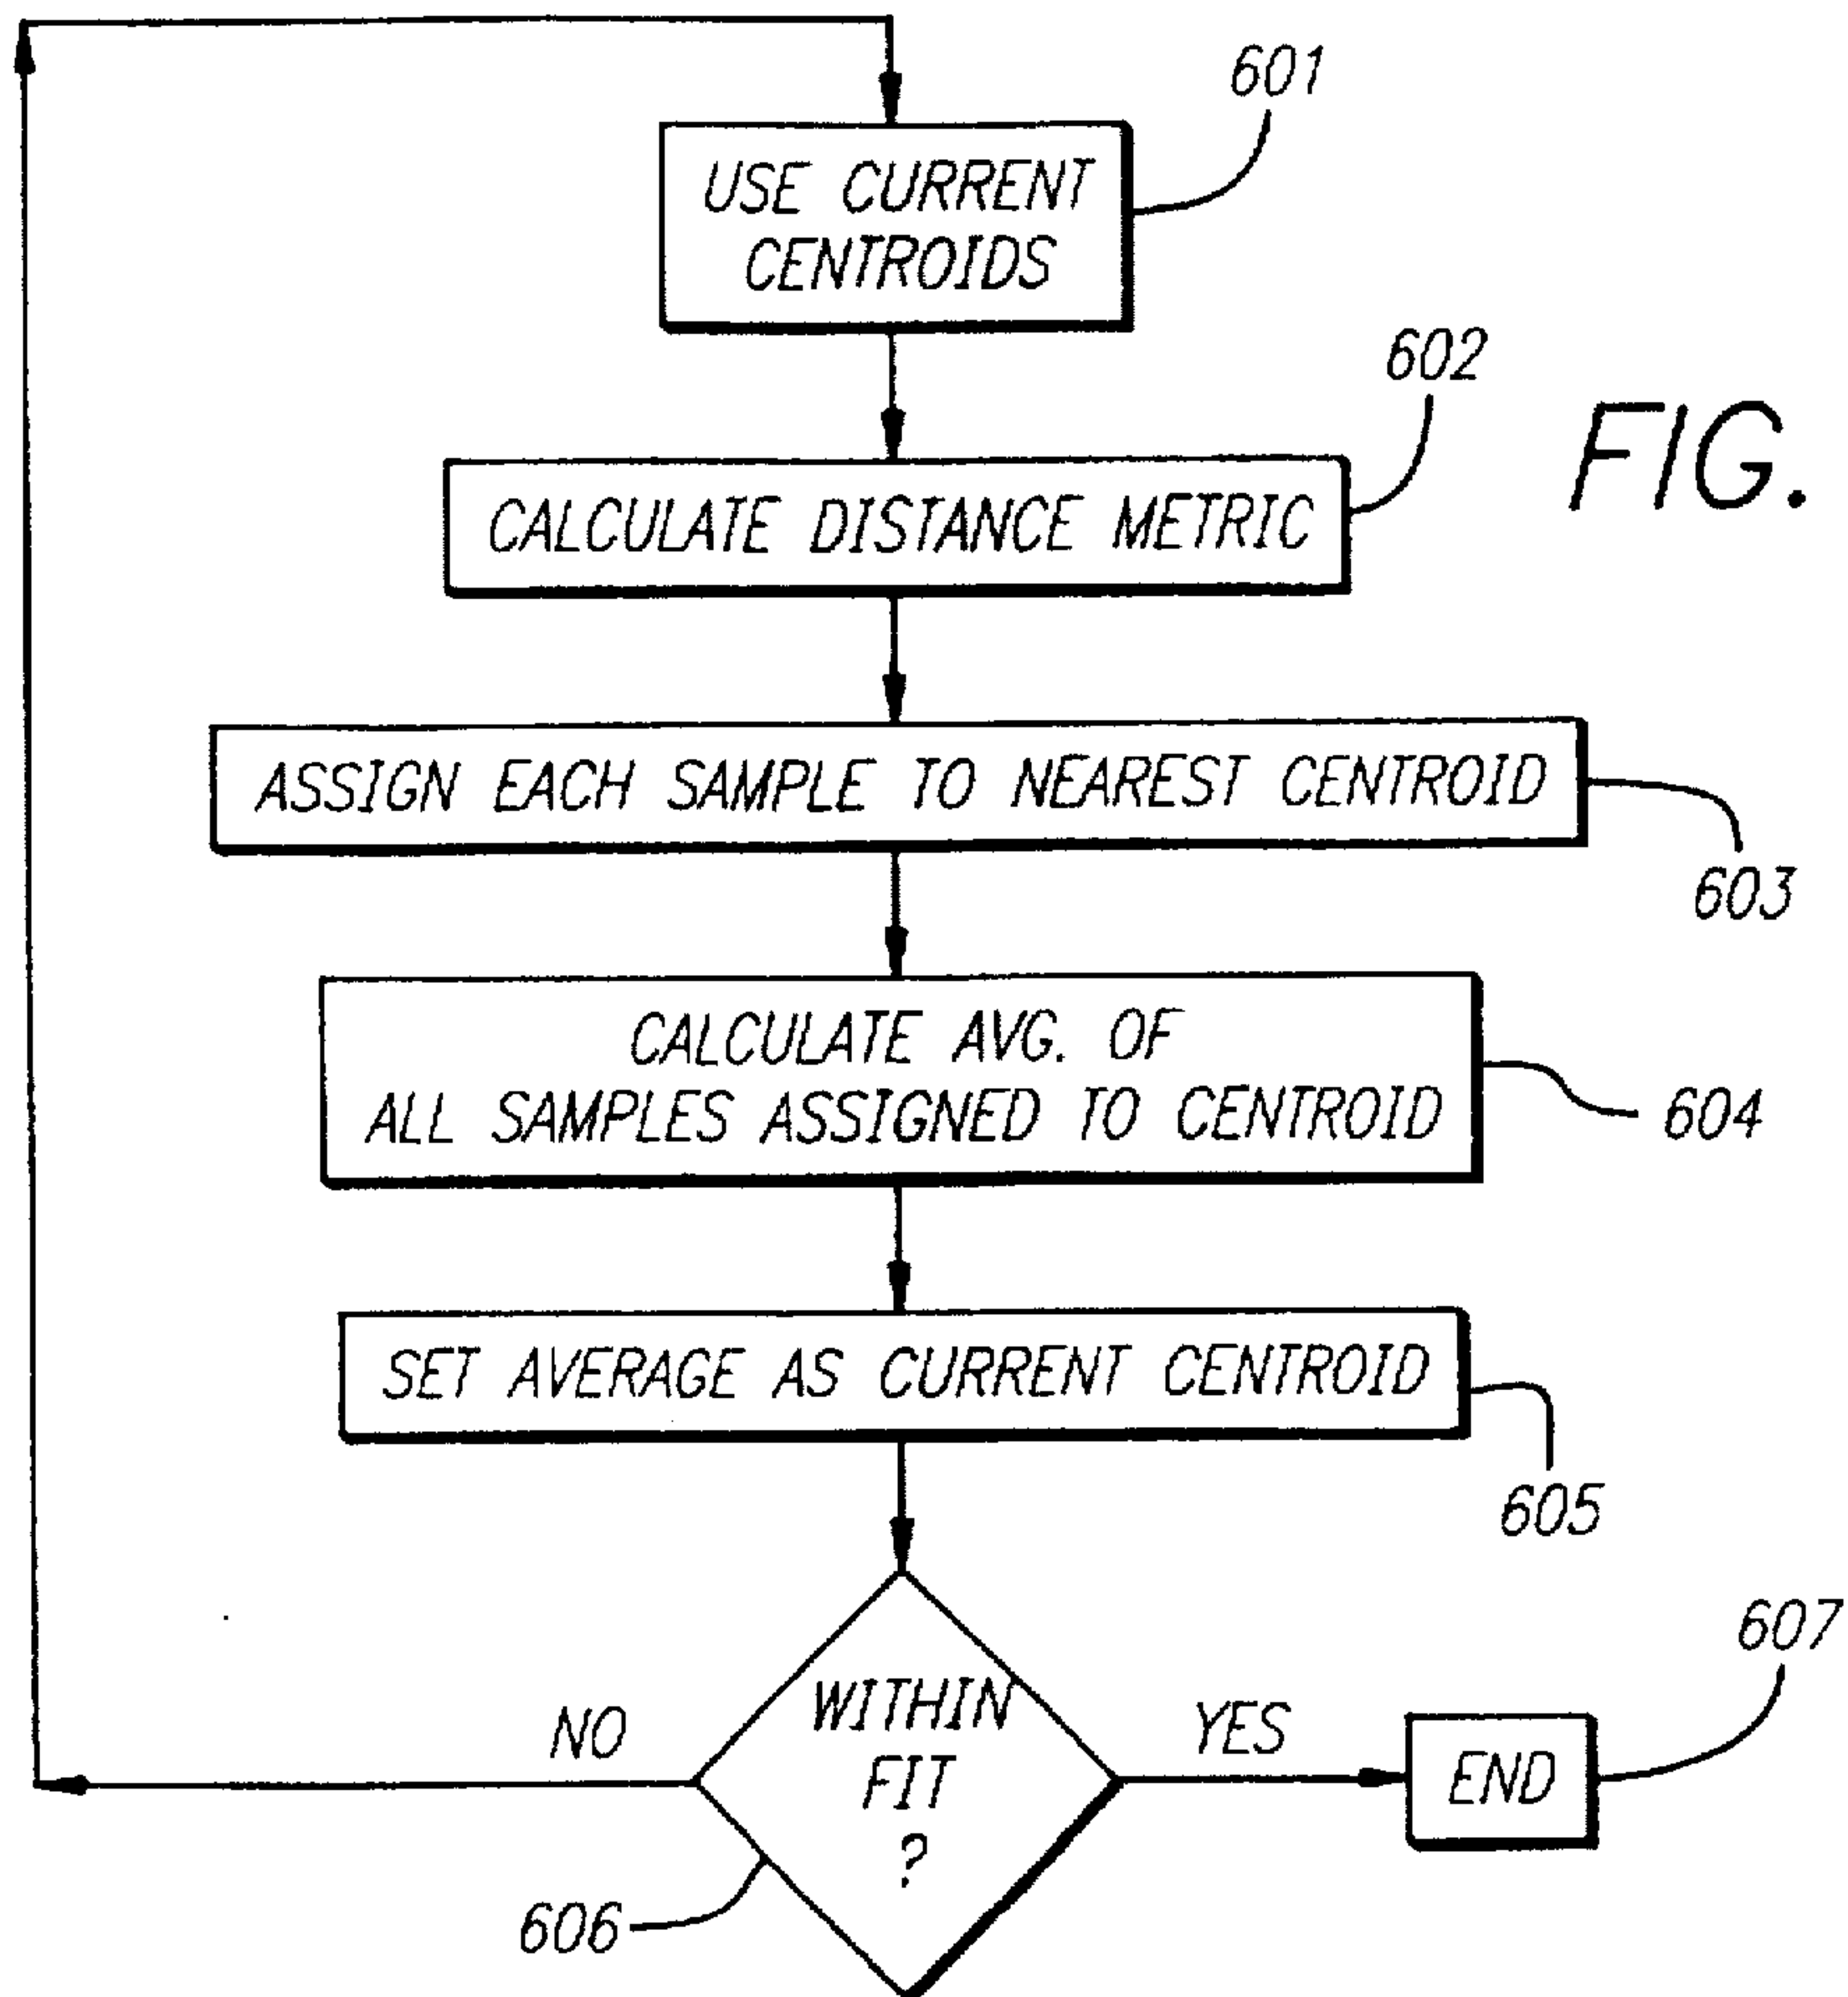 601
USE CURRENT
CENTROIDS
602
FIG.
CALCULATE DISTANCE METRIC
ASSIGN EACH SAMPLE TO NEAREST CENTROID
603
CALCULATE AVG. OF
ALL SAMPLES ASSIGNED TO CENTROID
604
SET AVERAGE AS CURRENT CENTROID
605
607
WITHIN
FIT
?
NO
YES
END
606